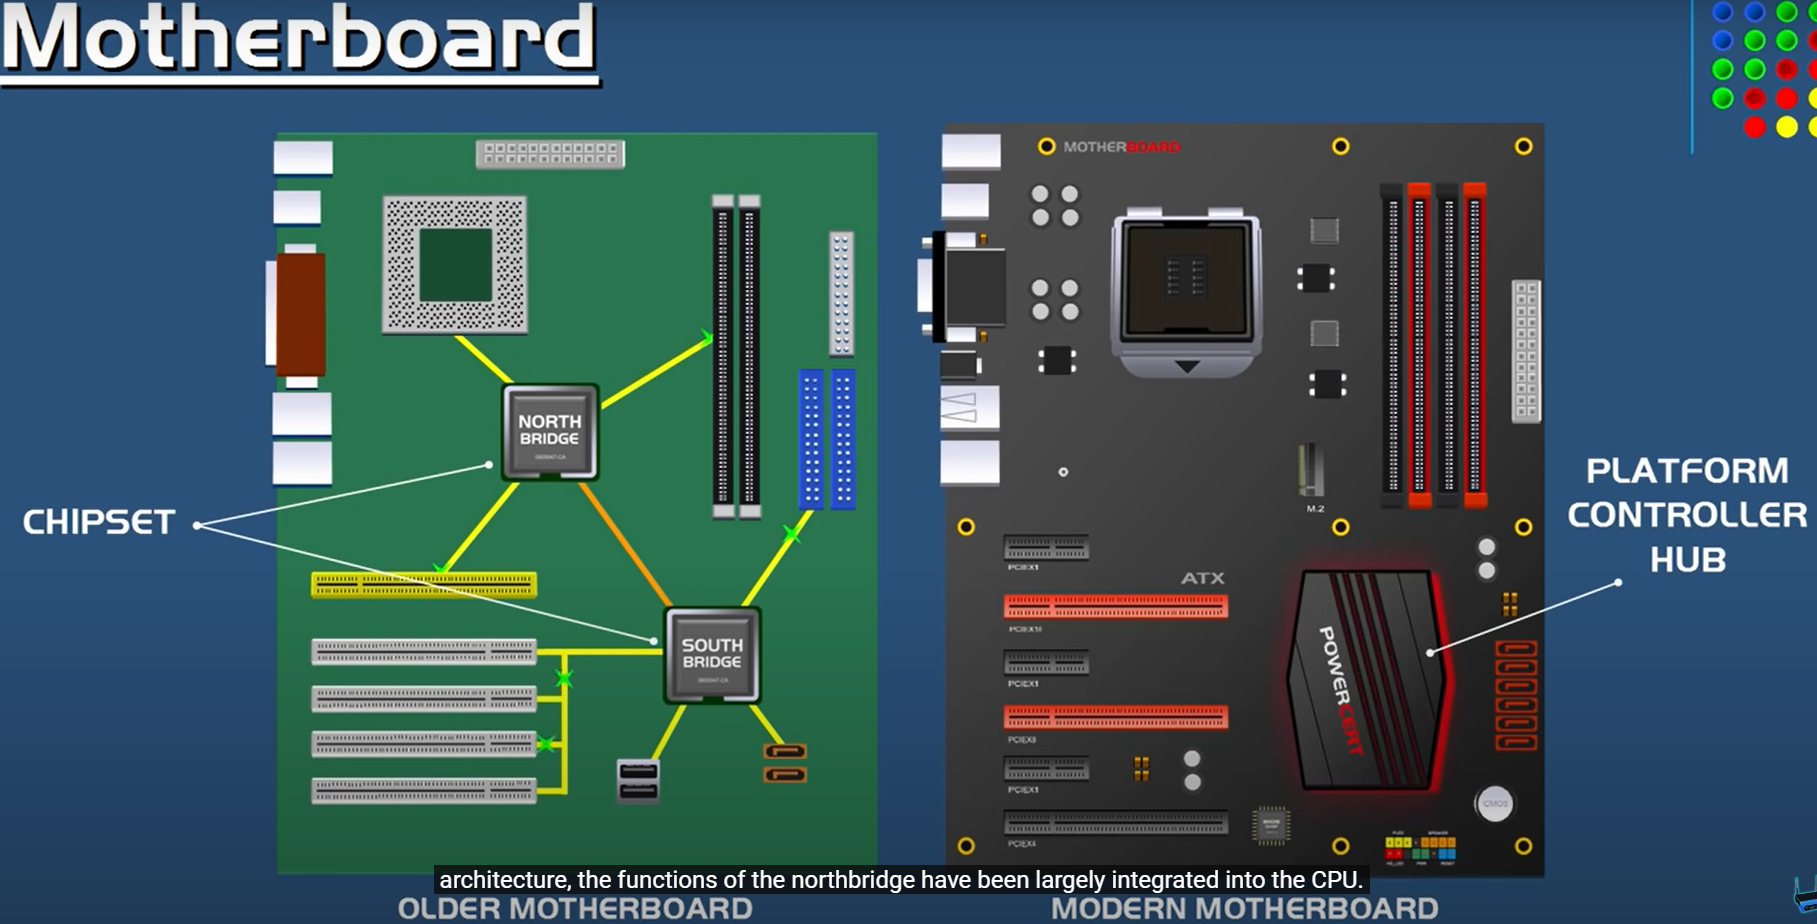 Motherboard
MOTHERBOARD
NORTH
BRIDGE
CHIPSET
SOUTH
BRIDGE
M.2
PLATFORM
CONTROLLER
HUB
PCIEX1
ATX
PCIEX16
PCIEX1
POWERCERT
PCIEX8
PCIEX1
CMOS
PCIEX4
architecture, the functions of the northbridge have been largely integrated into the CPU.
OLDER MOTHERBOARD
MODERN MOTHERBOARD